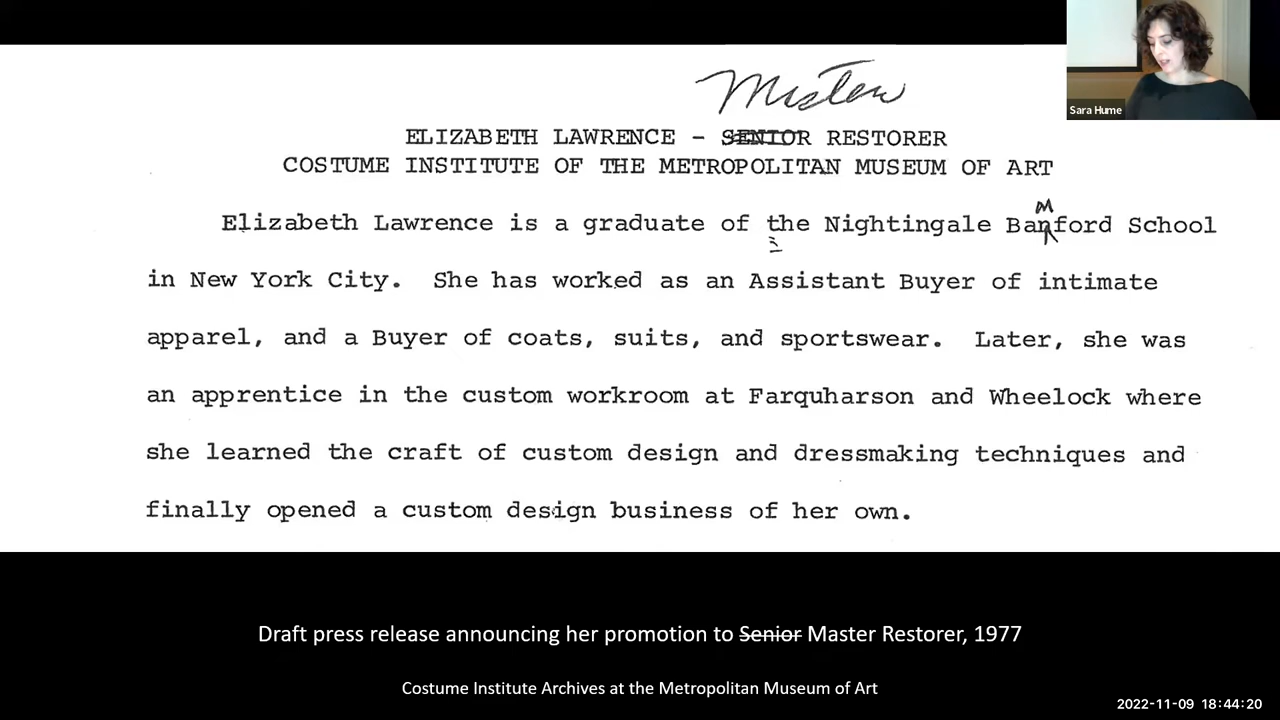 Master
ELIZABETH LAWRENCE - SENIOR RESTORER
COSTUME INSTITUTE OF THE METROPOLITAN MUSEUM OF ART
M
Elizabeth Lawrence is a graduate of the Nightingale Banford School
in New York City. She has worked as an Assistant Buyer of intimate
apparel, and a Buyer of coats, suits, and sportswear. Later, she was
an apprentice in the custom workroom at Farquharson and Wheelock where
she learned the craft of custom design and dressmaking techniques and
finally opened a custom design business of her own.
Draft press release announcing her promotion to Senior Master Restorer, 1977
Costume Institute Archives at the Metropolitan Museum of Art
Sara Hume
2022-11-09 18:44:20